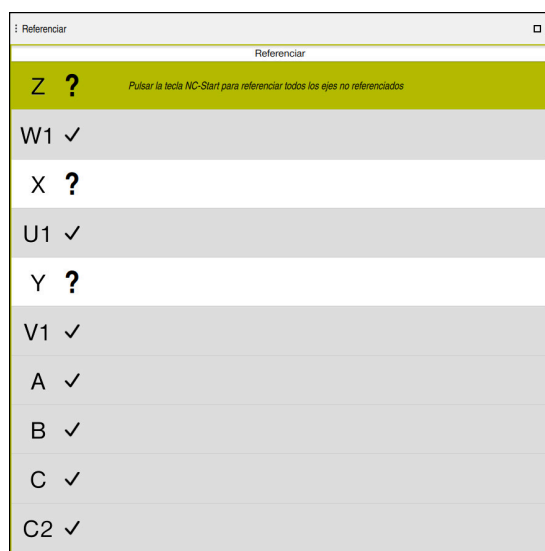 Referenciar
Referenciar
Z ? Pulsar la tecla NC-Start para referenciar todos los ejes no referenciados
W1 ✓
X ?
U1 ✓
Y ?
V1 ✓
A ✓
B ✓
C ✓
C2 ✓